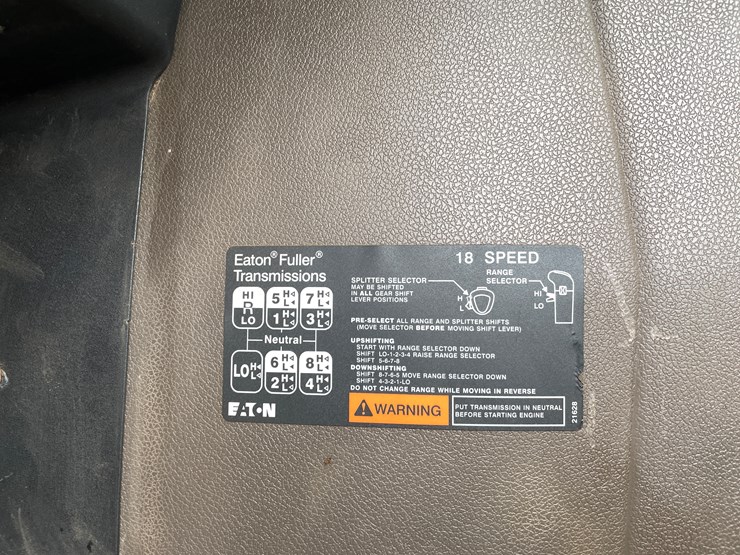 Eaton® Fuller®
Transmissions
18 SPEED
HI
R
LO
5 H L
7 H L
1 H L
3 H L
Neutral
LO H L
6 H L
8 H L
2 H L
4 H L
EATON
SPLITTER SELECTOR
MAY BE SHIFTED
IN ALL GEAR SHIFT
LEVER POSITIONS
H
L
RANGE
SELECTOR
HI
LO
PRE-SELECT ALL RANGE AND SPLITTER SHIFTS
(MOVE SELECTOR BEFORE MOVING SHIFT LEVER)
UPSHIFTING
START WITH RANGE SELECTOR DOWN
SHIFT LO-1-2-3-4 RAISE RANGE SELECTOR
SHIFT 5-6-7-8
DOWNSHIFTING
SHIFT 8-7-6-5 MOVE RANGE SELECTOR DOWN
SHIFT 4-3-2-1-LO
DO NOT CHANGE RANGE WHILE MOVING IN REVERSE
WARNING
PUT TRANSMISSION IN NEUTRAL
BEFORE STARTING ENGINE
21628